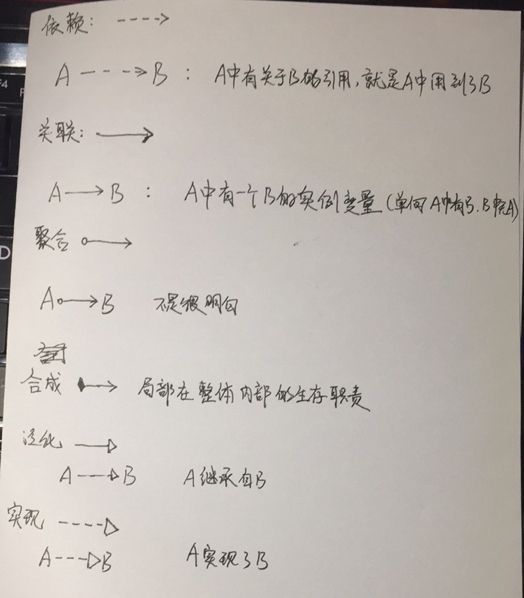 依赖: ---->
A ---> B : A中有关于B的引用,就是A中用到了B
关联: ⟶
A ⟶ B : A中有一个B的实例变量 (单向 A中有B.B中无A)
聚合 o⟶
A o⟶ B 不是很明白
合成 ⟶ 局部在整体内部的生存职责
泛化 —▷
A —▷ B A继承自B
实现 ----▷
A ---▷ B A实现了B